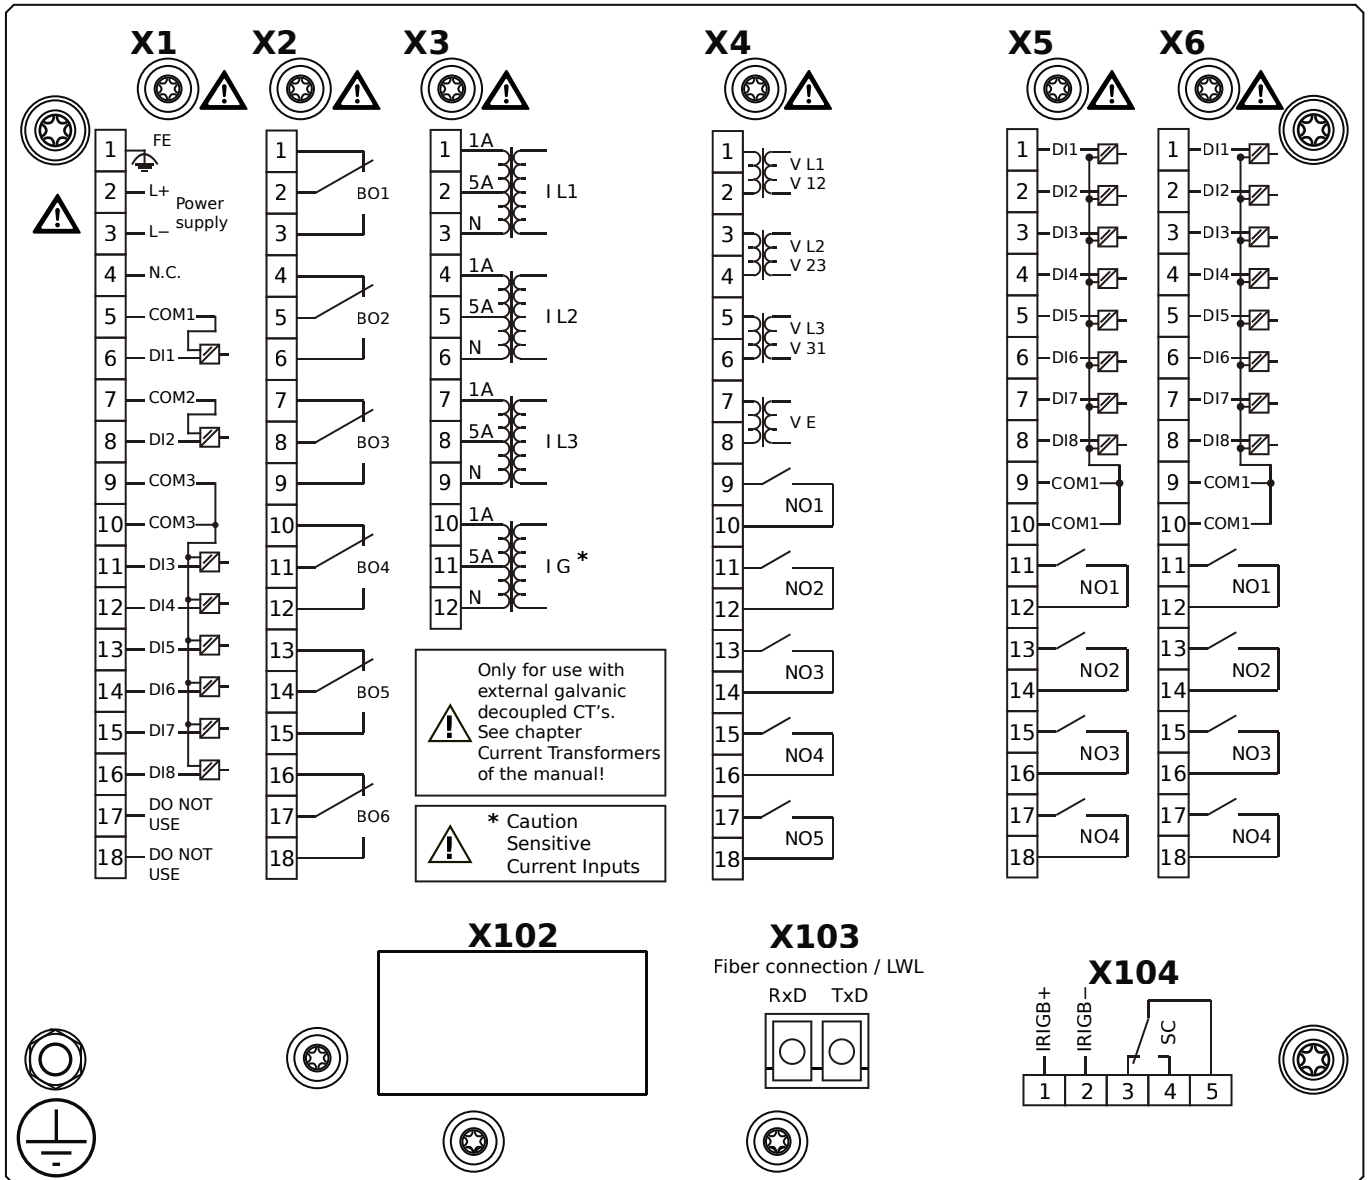 X1
1
FE
2
L+
Power
supply
3
L−
4
N.C.
5
COM1
6
DI1
7
COM2
8
DI2
9
COM3
10
COM3
11
DI3
12
DI4
13
DI5
14
DI6
15
DI7
16
DI8
17
DO NOT
USE
18
DO NOT
USE
X2
1
2
BO1
3
4
5
BO2
6
7
8
BO3
9
10
11
BO4
12
13
14
BO5
15
16
17
BO6
18
X3
1
1A
2
5A
I L1
3
N
4
1A
5
5A
I L2
6
N
7
1A
8
5A
I L3
9
N
10
1A
11
5A
I G *
12
N
Only for use with
external galvanic
decoupled CT's.
See chapter
Current Transformers
of the manual!
* Caution
Sensitive
Current Inputs
X4
1
V L1
V 12
2
3
V L2
V 23
4
5
V L3
V 31
6
7
V E
8
9
NO1
10
11
NO2
12
13
NO3
14
15
NO4
16
17
NO5
18
X5
1
DI1
2
DI2
3
DI3
4
DI4
5
DI5
6
DI6
7
DI7
8
DI8
9
COM1
10
COM1
11
NO1
12
13
NO2
14
15
NO3
16
17
NO4
18
X6
1
DI1
2
DI2
3
DI3
4
DI4
5
DI5
6
DI6
7
DI7
8
DI8
9
COM1
10
COM1
11
NO1
12
13
NO2
14
15
NO3
16
17
NO4
18
X102
X103
Fiber connection / LWL
RxD TxD
X104
IRIGB+
IRIGB−
SC
1 2 3 4 5